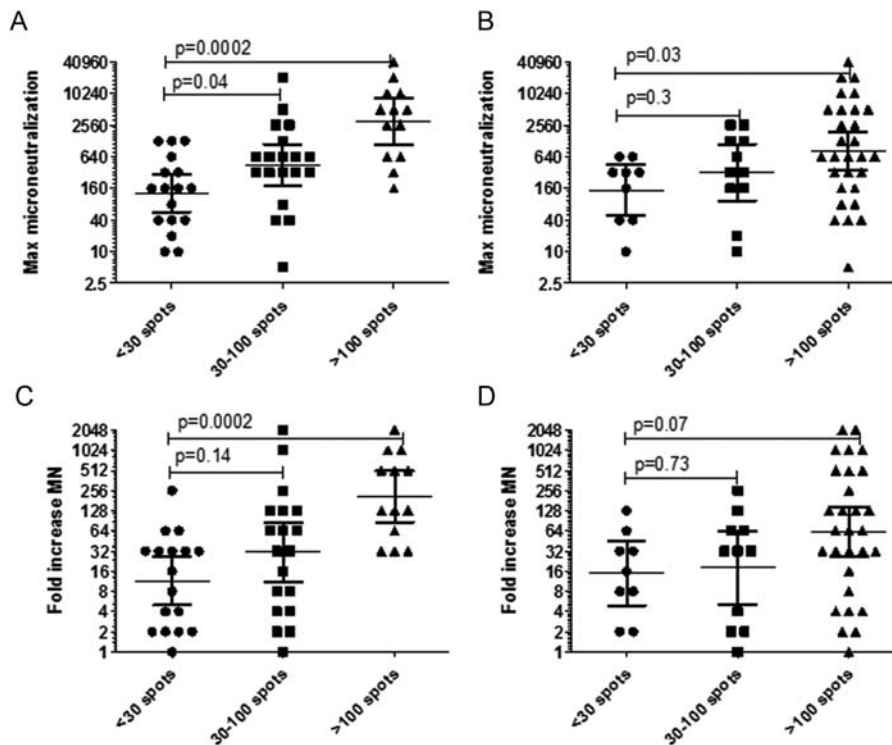 A
Max microneutralization
40960
10240
2560
640
160
40
10
2.5
p=0.0002
p=0.04
<30 spots
30-100 spots
>100 spots
B
Max microneutralization
40960
10240
2560
640
160
40
10
2.5
p=0.03
p=0.3
<30 spots
30-100 spots
>100 spots
C
Fold increase MN
2048
1024
512
256
128
64
32
16
8
4
2
1
p=0.0002
p=0.14
<30 spots
30-100 spots
>100 spots
D
Fold increase MN
2048
1024
512
256
128
64
32
16
8
4
2
1
p=0.07
p=0.73
<30 spots
30-100 spots
>100 spots